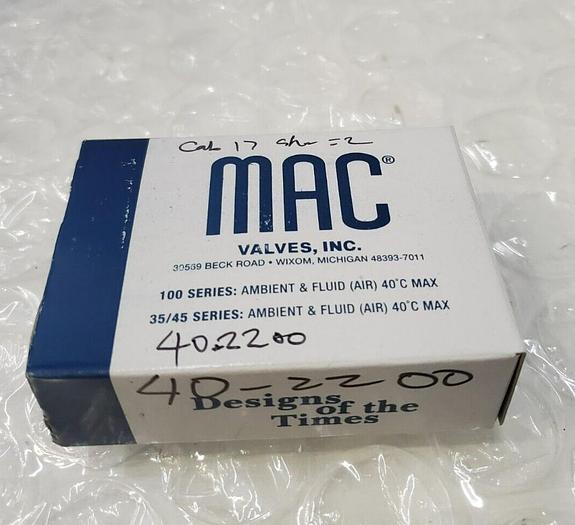 Cab 17 Sh = 2
MAC®
VALVES, INC.
30569 BECK ROAD • WIXOM, MICHIGAN 48393-7011
100 SERIES: AMBIENT & FLUID (AIR) 40°C MAX
35/45 SERIES: AMBIENT & FLUID (AIR) 40°C MAX
40.2200
40-2200
Designs
of the
Times